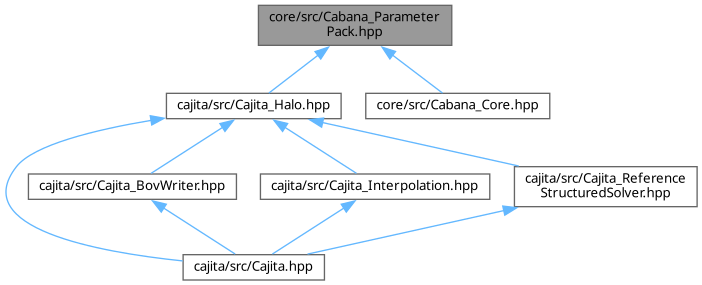 core/src/Cabana_Parameter
Pack.hpp
cajita/src/Cajita_Halo.hpp
core/src/Cabana_Core.hpp
cajita/src/Cajita_BovWriter.hpp
cajita/src/Cajita_Interpolation.hpp
cajita/src/Cajita_Reference
StructuredSolver.hpp
cajita/src/Cajita.hpp